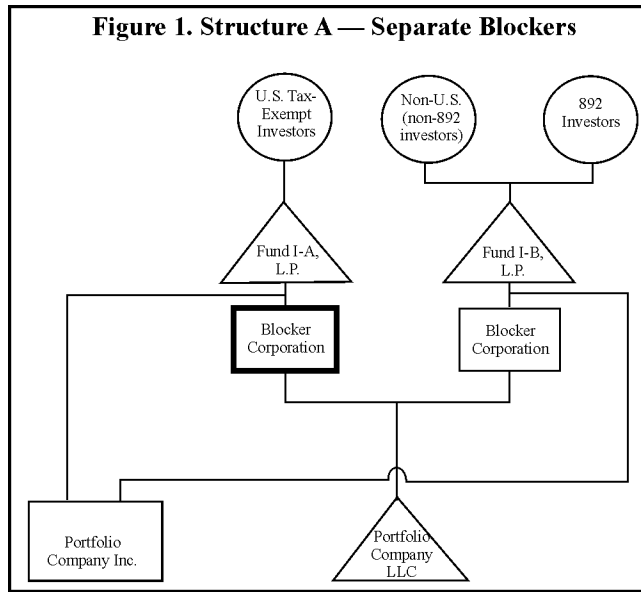 Figure 1. Structure A — Separate Blockers
U.S. Tax-
Exempt
Investors
Non-U.S.
(non-892
investors)
892
Investors
Fund I-A,
L.P.
Fund I-B,
L.P.
Blocker
Corporation
Blocker
Corporation
Portfolio
Company Inc.
Portfolio
Company
LLC